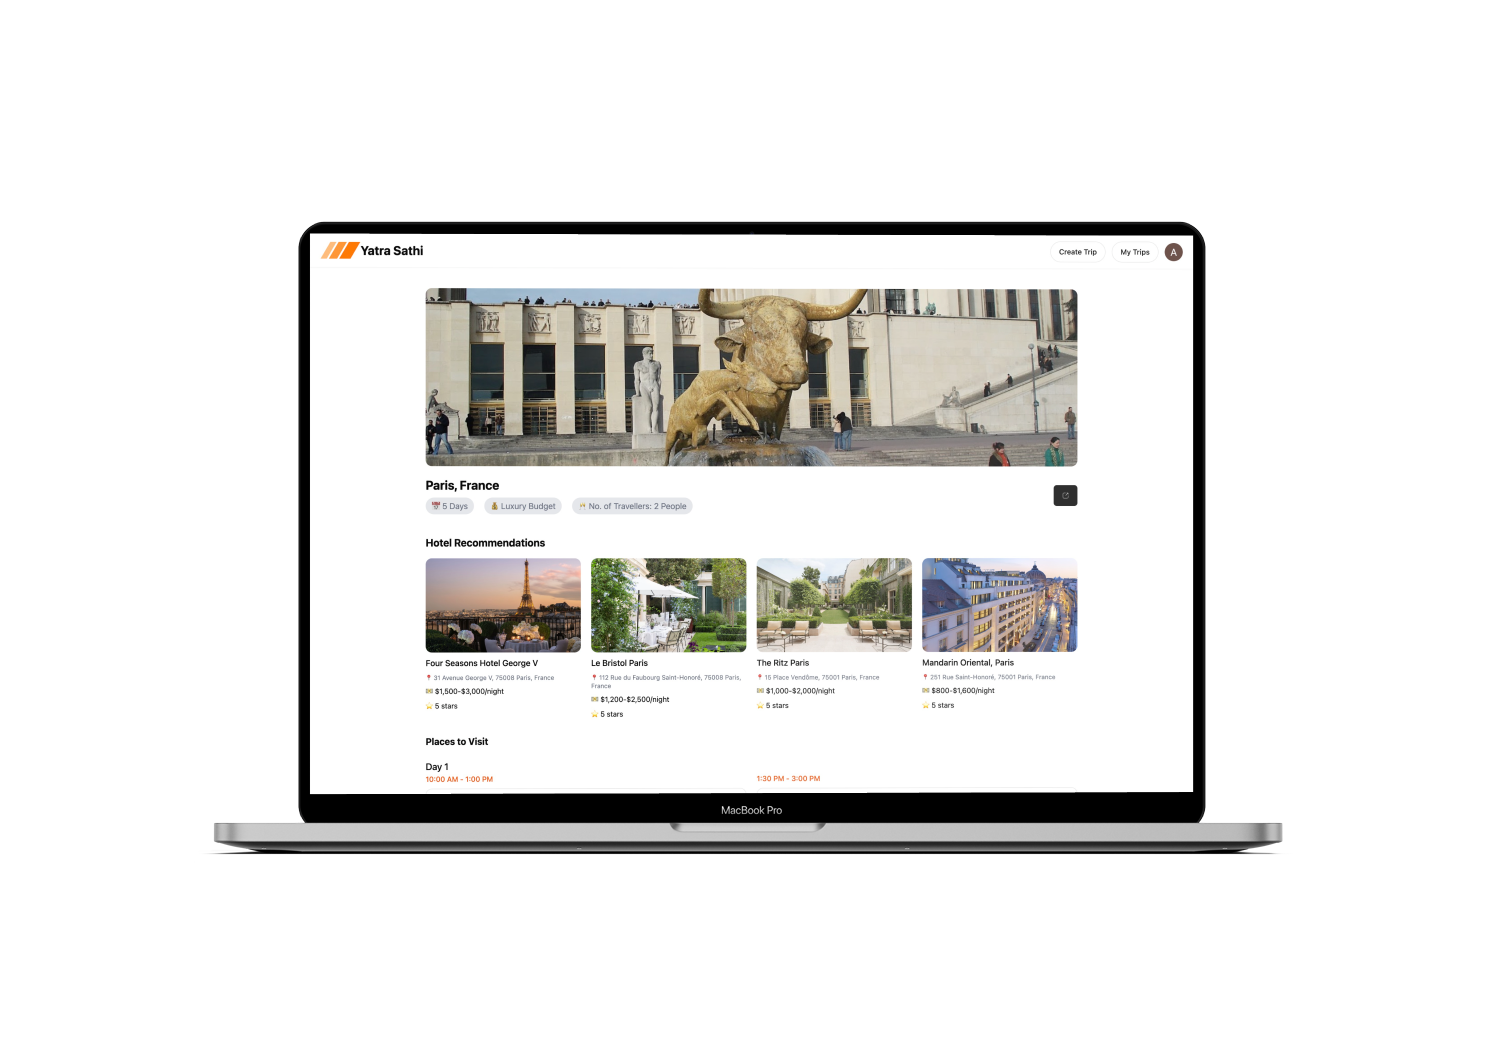 Yatra Sathi
Create Trip
My Trips
A
Paris, France
📅 5 Days
💰 Luxury Budget
🥂 No. of Travellers: 2 People
Hotel Recommendations
Four Seasons Hotel George V
📍 31 Avenue George V, 75008 Paris, France
💵 $1,500-$3,000/night
⭐ 5 stars
Le Bristol Paris
📍 112 Rue du Faubourg Saint-Honoré, 75008 Paris,
France
💵 $1,200-$2,500/night
⭐ 5 stars
The Ritz Paris
📍 15 Place Vendôme, 75001 Paris, France
💵 $1,000-$2,000/night
⭐ 5 stars
Mandarin Oriental, Paris
📍 251 Rue Saint-Honoré, 75001 Paris, France
💵 $800-$1,600/night
⭐ 5 stars
Places to Visit
Day 1
10:00 AM - 1:00 PM
1:30 PM - 3:00 PM
MacBook Pro